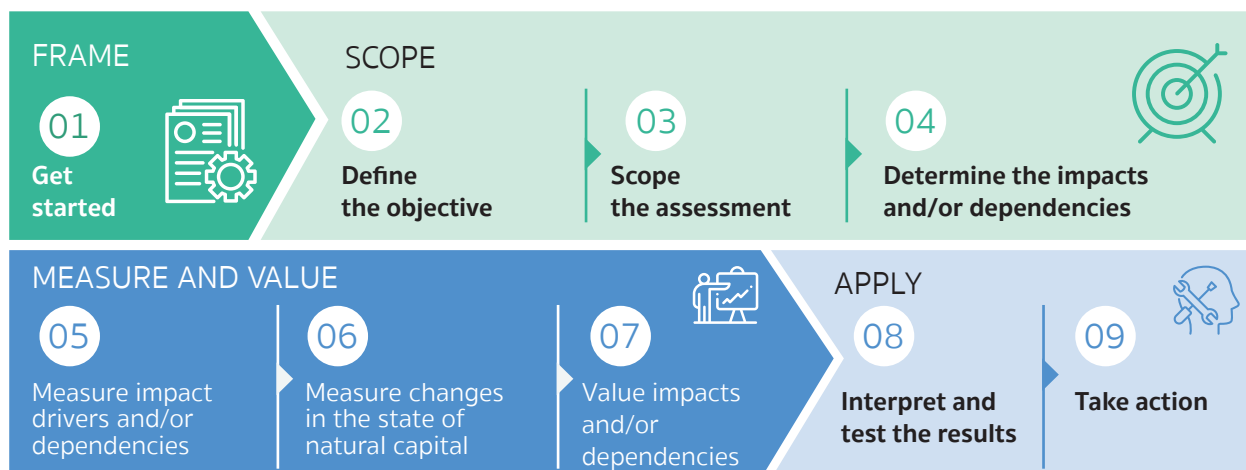 FRAME
01
Get
started
SCOPE
02
Define
the objective
03
Scope
the assessment
04
Determine the impacts
and/or dependencies
MEASURE AND VALUE
05
Measure impact
drivers and/or
dependencies
06
Measure changes
in the state of
natural capital
07
Value impacts
and/or
dependencies
APPLY
08
Interpret and
test the results
09
Take action